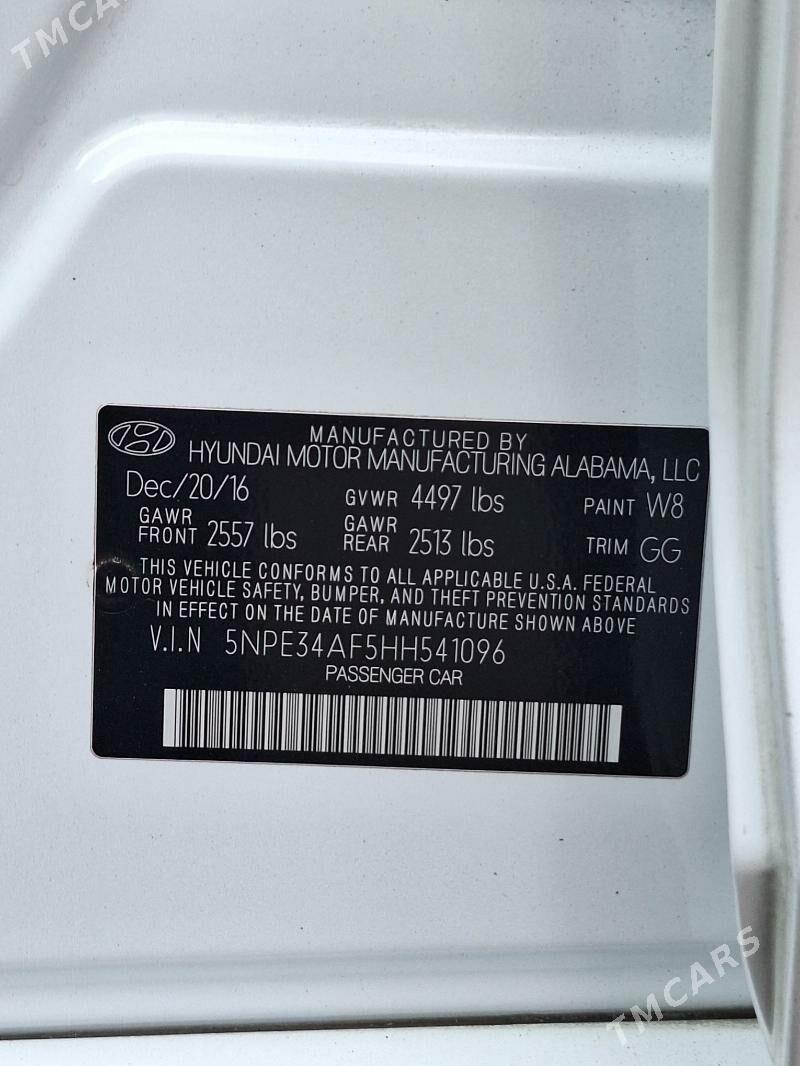 TMCARS
MANUFACTURED BY
HYUNDAI MOTOR MANUFACTURING ALABAMA, LLC
Dec/20/16 GVWR 4497 lbs PAINT W8
GAWR FRONT 2557 lbs GAWR REAR 2513 lbs TRIM GG
THIS VEHICLE CONFORMS TO ALL APPLICABLE U.S.A. FEDERAL
MOTOR VEHICLE SAFETY, BUMPER, AND THEFT PREVENTION STANDARDS
IN EFFECT ON THE DATE OF MANUFACTURE SHOWN ABOVE
V.I.N 5NPE34AF5HH541096
PASSENGER CAR
TMCARS